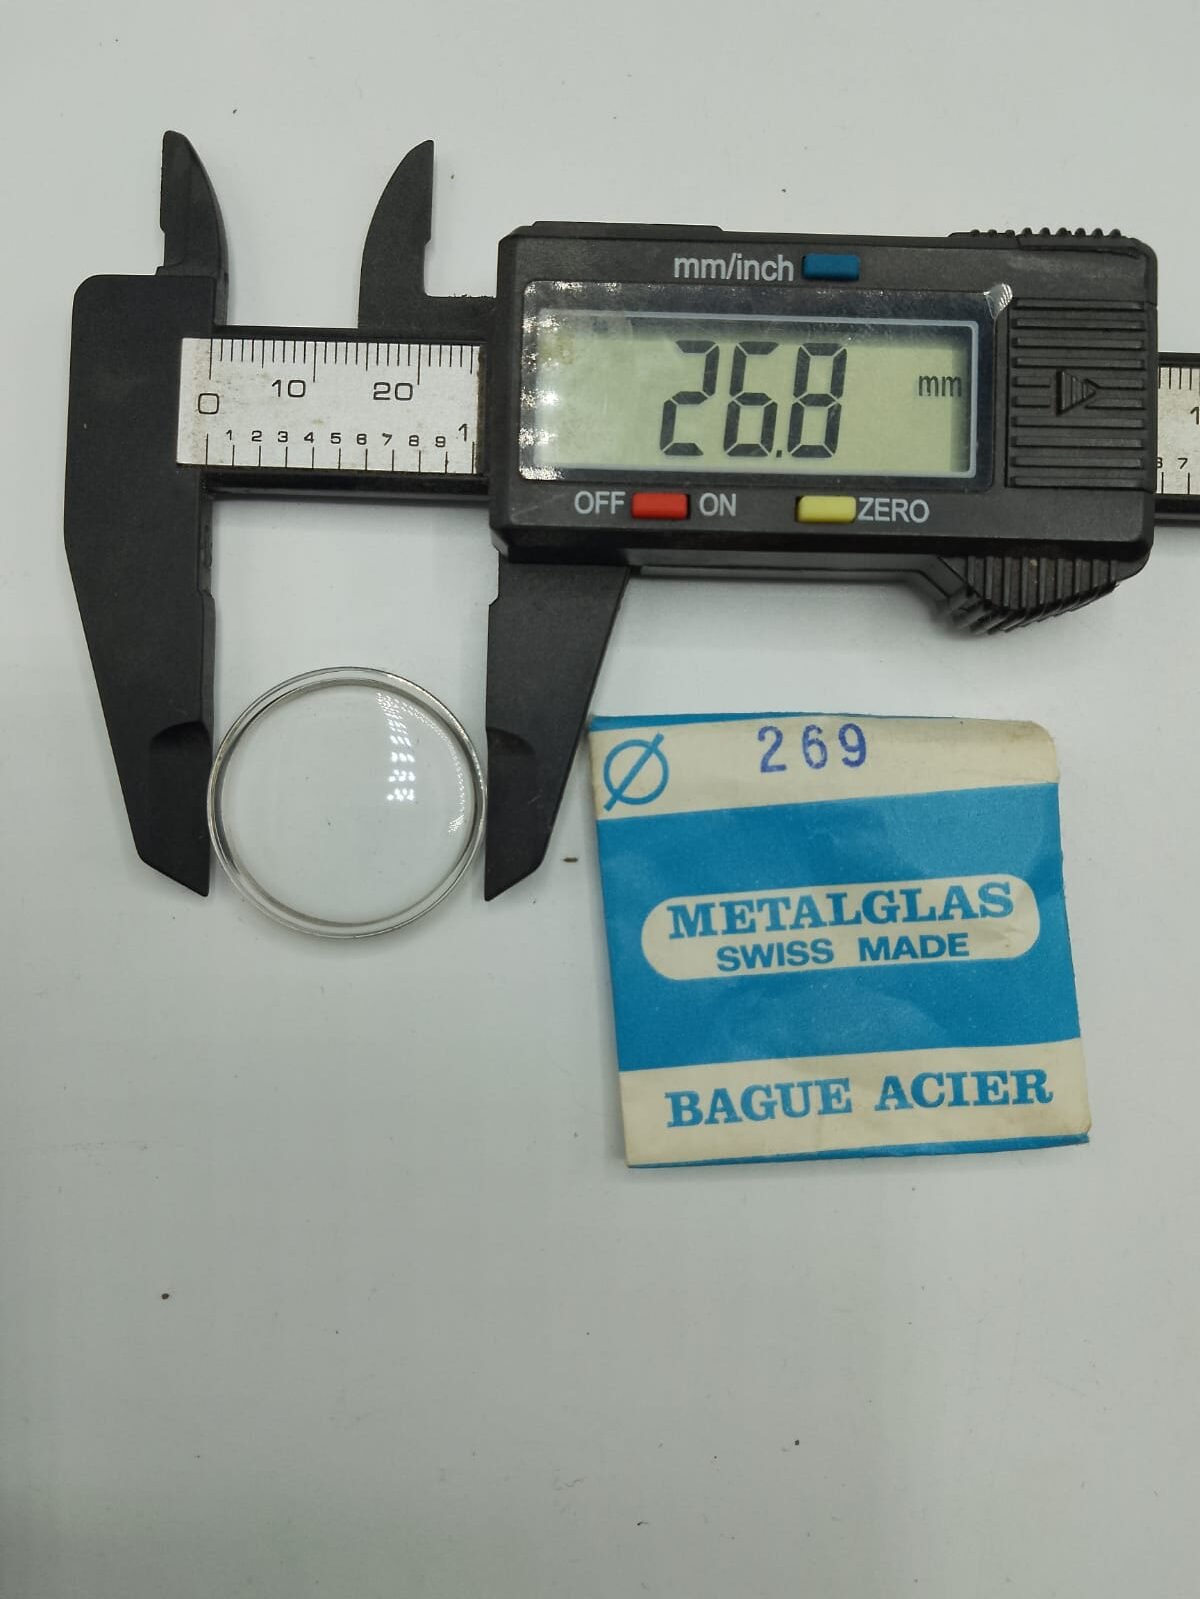 mm/inch
26.8 mm
OFF ON ZERO
0 10 20
1 2 3 4 5 6 7 8 9 1
Ø 269
METALGLAS
SWISS MADE
BAGUE ACIER